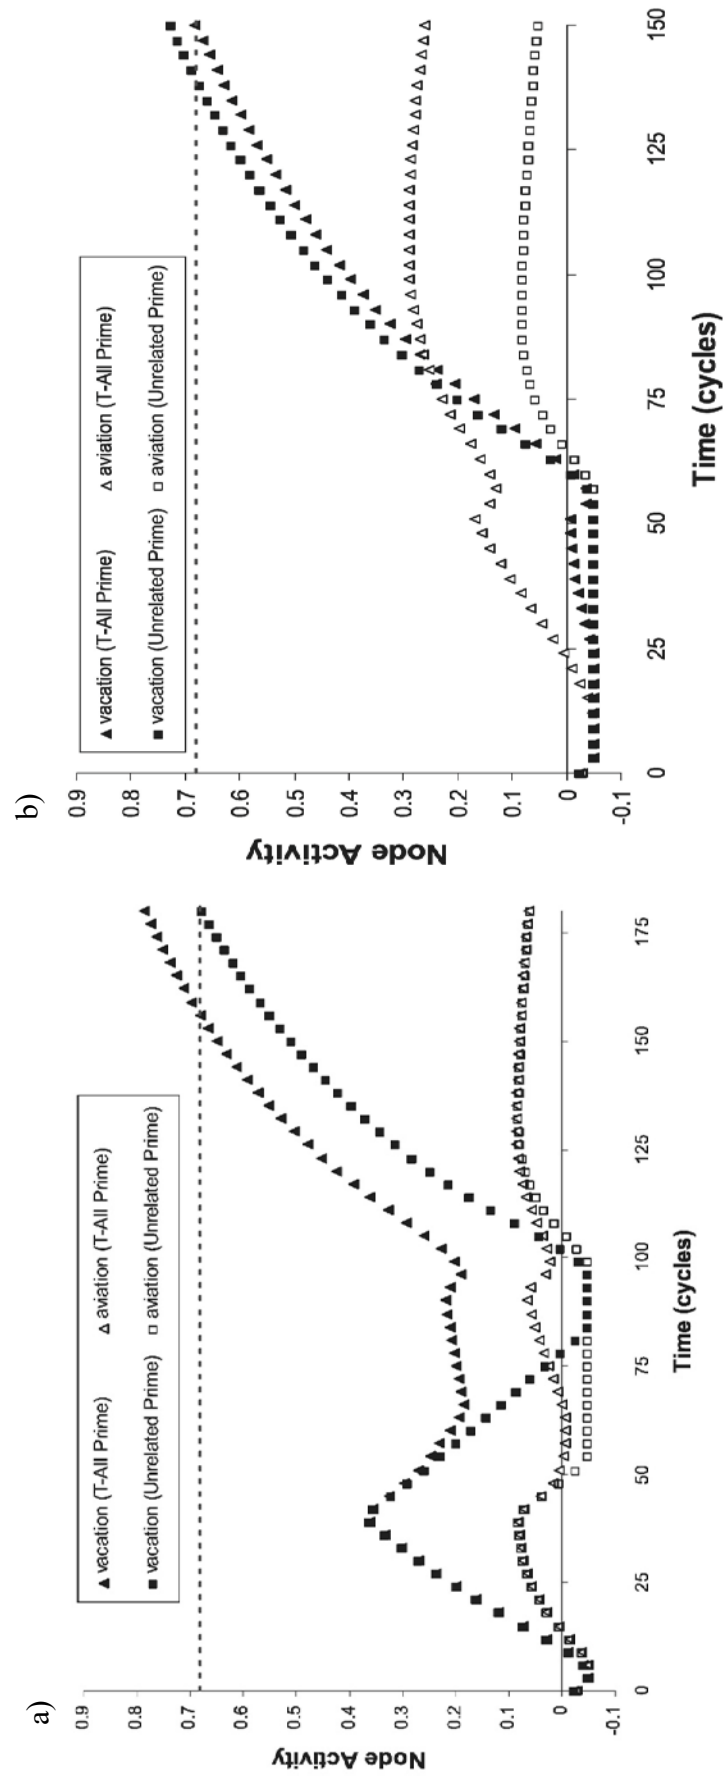 a)
▲ vacation (T-All Prime) △ aviation (T-All Prime)
■ vacation (Unrelated Prime) □ aviation (Unrelated Prime)
0.9
0.8
0.7
0.6
0.5
0.4
0.3
0.2
0.1
0
-0.1
Node Activity
0 25 50 75 100 125 150 175
Time (cycles)
b)
▲ vacation (T-All Prime) △ aviation (T-All Prime)
■ vacation (Unrelated Prime) □ aviation (Unrelated Prime)
0.9
0.8
0.7
0.6
0.5
0.4
0.3
0.2
0.1
0
-0.1
Node Activity
0 25 50 75 100 125 150
Time (cycles)